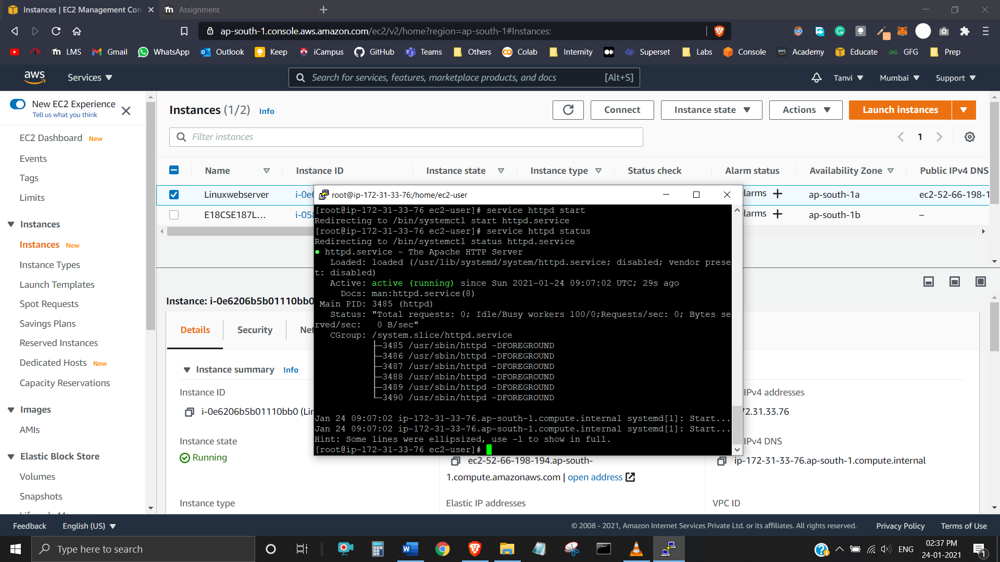 Instances | EC2 Management Con
Assignment
ap-south-1.console.aws.amazon.com/ec2/v2/home?region=ap-south-1#Instances:
LMS
Gmail
WhatsApp
Outlook
Keep
iCampus
GitHub
Teams
Others
Colab
Internity
Superset
Labs
Console
Academy
Educate
GFG
Prep
aws
Services
Search for services, features, marketplace products, and docs
[Alt+S]
Tanvi
Mumbai
Support
New EC2 Experience
Tell us what you think
EC2 Dashboard New
Events
Tags
Limits
Instances
Instances New
Instance Types
Launch Templates
Spot Requests
Savings Plans
Reserved Instances
Dedicated Hosts New
Capacity Reservations
Images
AMIs
Elastic Block Store
Volumes
Snapshots
Instances (1/2) Info
Connect
Instance state
Actions
Launch instances
Filter instances
1
Name
Instance ID
Instance state
Instance type
Status check
Alarm status
Availability Zone
Public IPv4 DNS
Linuxwebserver
i-0e6
larms
ap-south-1a
ec2-52-66-198-1
E18CSE187L...
i-058
larms
ap-south-1b
–
root@ip-172-31-33-76:/home/ec2-user
[root@ip-172-31-33-76 ec2-user]# service httpd start
Redirecting to /bin/systemctl start httpd.service
[root@ip-172-31-33-76 ec2-user]# service httpd status
Redirecting to /bin/systemctl status httpd.service
● httpd.service - The Apache HTTP Server
Loaded: loaded (/usr/lib/systemd/system/httpd.service; disabled; vendor prese
t: disabled)
Active: active (running) since Sun 2021-01-24 09:07:02 UTC; 29s ago
Docs: man:httpd.service(8)
Main PID: 3485 (httpd)
Status: "Total requests: 0; Idle/Busy workers 100/0;Requests/sec: 0; Bytes se
rved/sec:   0 B/sec"
CGroup: /system.slice/httpd.service
├─3485 /usr/sbin/httpd -DFOREGROUND
├─3486 /usr/sbin/httpd -DFOREGROUND
├─3487 /usr/sbin/httpd -DFOREGROUND
├─3488 /usr/sbin/httpd -DFOREGROUND
├─3489 /usr/sbin/httpd -DFOREGROUND
└─3490 /usr/sbin/httpd -DFOREGROUND
Jan 24 09:07:02 ip-172-31-33-76.ap-south-1.compute.internal systemd[1]: Start...
Jan 24 09:07:02 ip-172-31-33-76.ap-south-1.compute.internal systemd[1]: Start...
Hint: Some lines were ellipsized, use -l to show in full.
[root@ip-172-31-33-76 ec2-user]#
Instance: i-0e6206b5b01110bb0
Details
Security
Net
Instance summary Info
Instance ID
i-0e6206b5b01110bb0 (Lin
IPv4 addresses
72.31.33.76
Instance state
Running
IPv4 DNS
ec2-52-66-198-194.ap-south-
1.compute.amazonaws.com | open address
ip-172-31-33-76.ap-south-1.compute.internal
Instance type
Elastic IP addresses
VPC ID
Feedback
English (US)
© 2008 - 2021, Amazon Internet Services Private Ltd. or its affiliates. All rights reserved.
Privacy Policy
Terms of Use
Type here to search
ENG
02:37 PM
24-01-2021
1